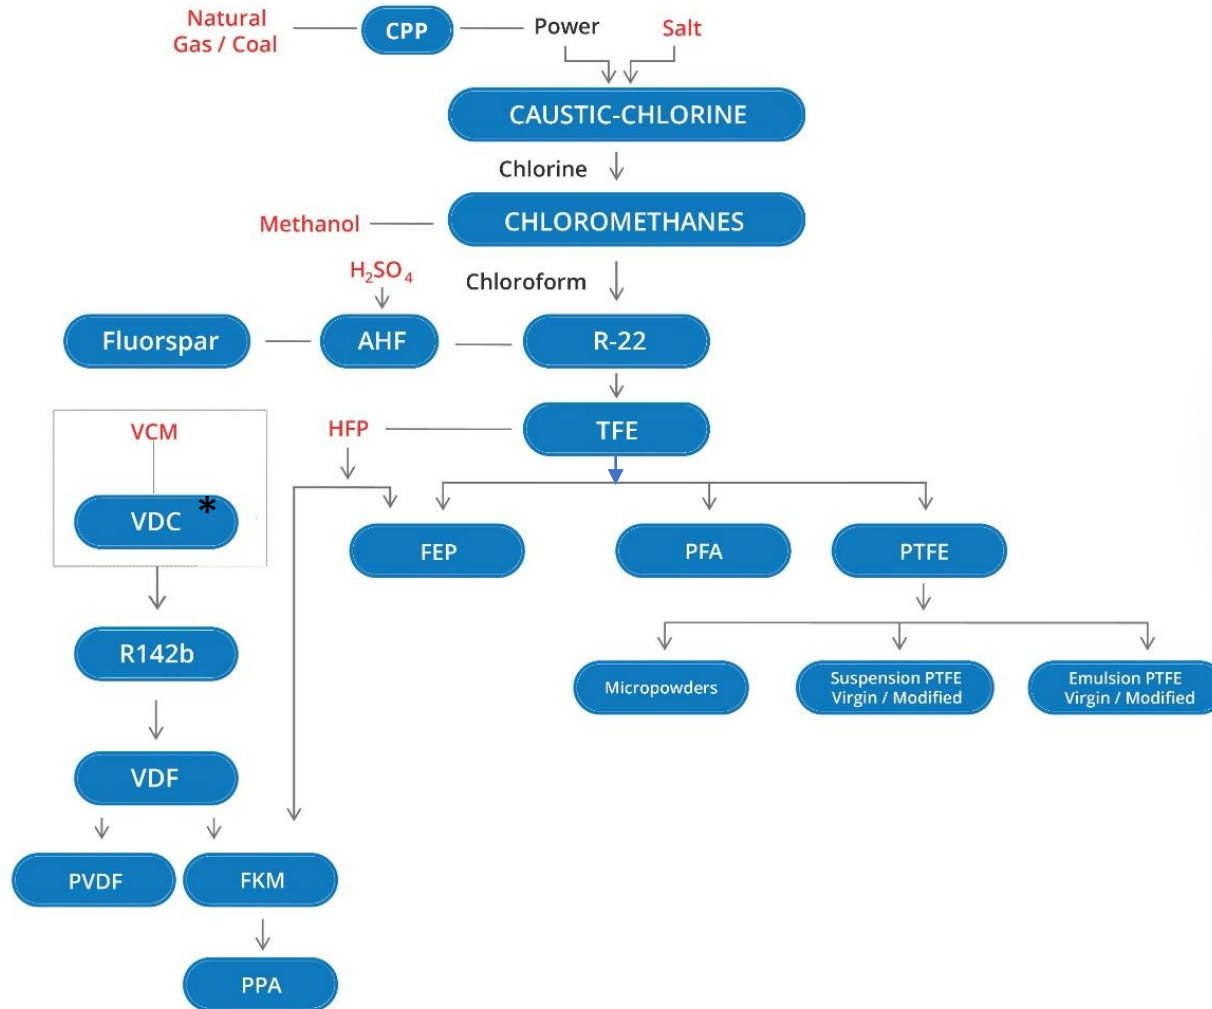 Natural
Gas / Coal
CPP
Power
Salt
CAUSTIC-CHLORINE
Chlorine
Methanol
CHLOROMETHANES
H₂SO₄
Chloroform
Fluorspar
AHF
R-22
VCM
HFP
TFE
VDC *
FEP
PFA
PTFE
R142b
Micropowders
Suspension PTFE
Virgin / Modified
Emulsion PTFE
Virgin / Modified
VDF
PVDF
FKM
PPA